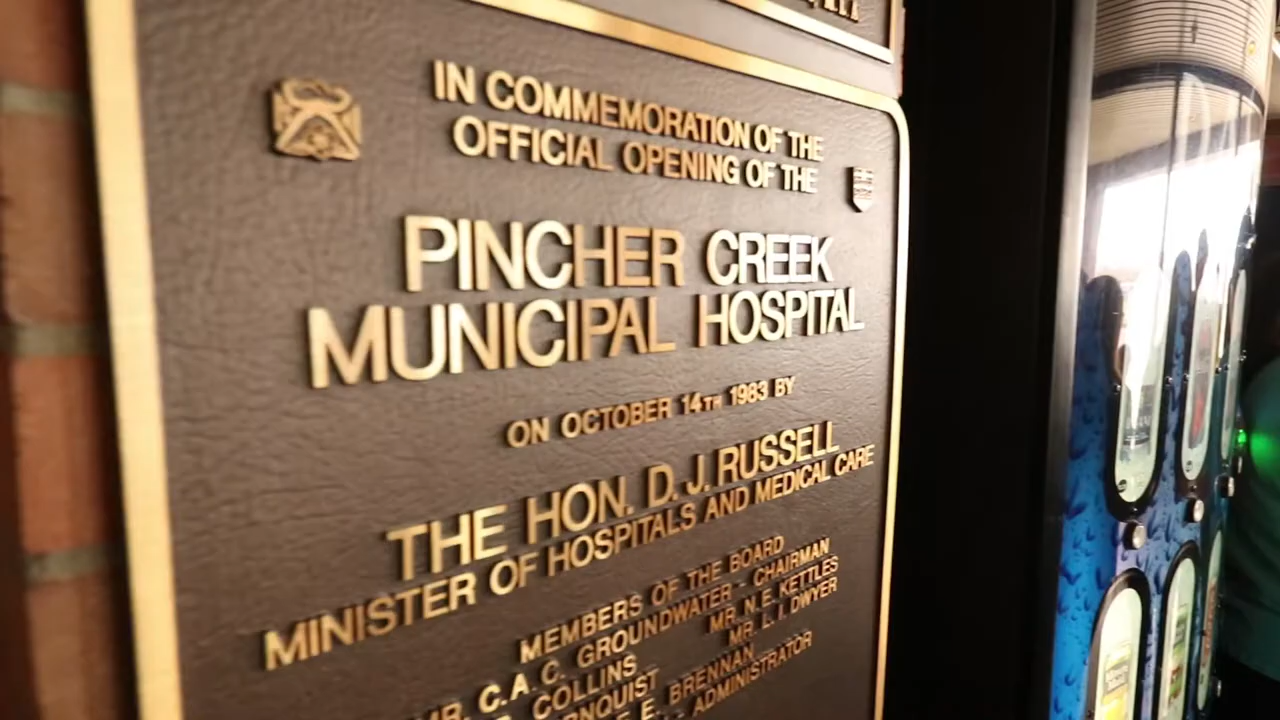 IN COMMEMORATION OF THE
OFFICIAL OPENING OF THE
PINCHER CREEK
MUNICIPAL HOSPITAL
ON OCTOBER 14TH 1983 BY
THE HON. D. J. RUSSELL
MINISTER OF HOSPITALS AND MEDICAL CARE
MEMBERS OF THE BOARD
MR. C. A. C. GROUNDWATER - CHAIRMAN
COLLINS MR. N. E. KETTLES
MR. L. I. DWYER
E. BRENNAN
ADMINISTRATOR